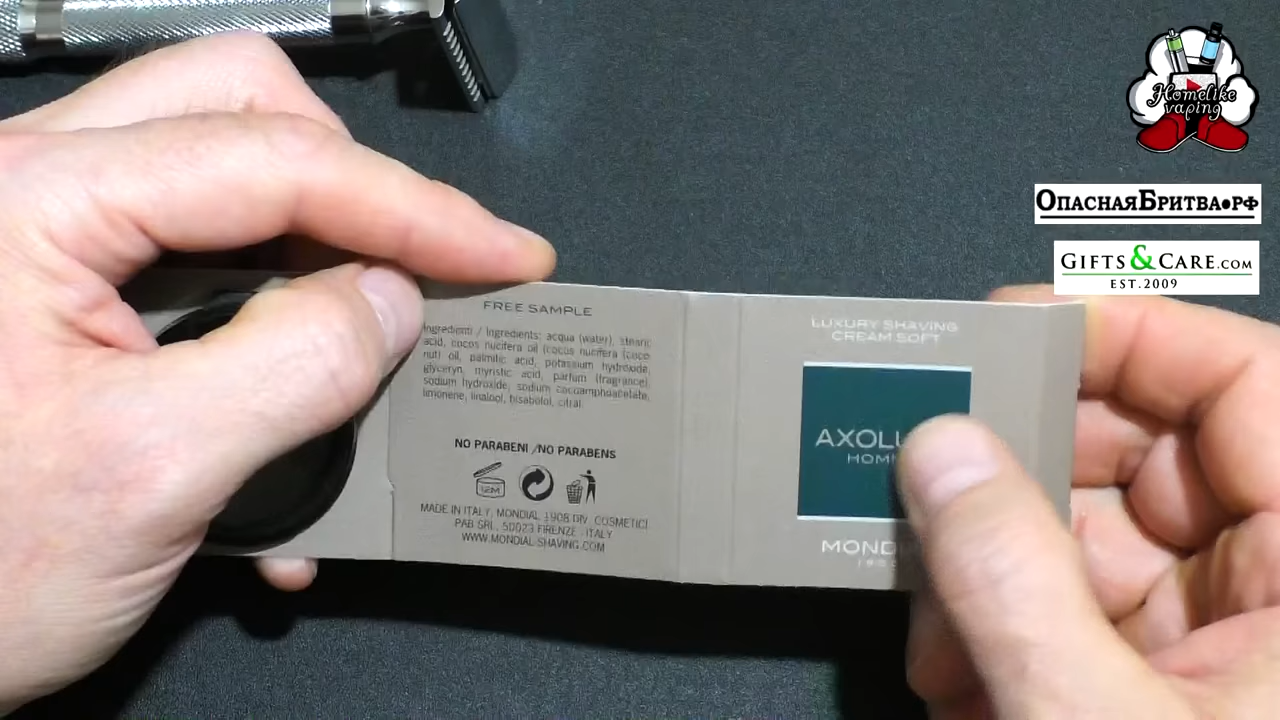 Homelike
vaping
ОПАСНАЯБРИТВА•РФ
GIFTS&CARE.COM
EST.2009
FREE SAMPLE
Ingredienti / Ingredients: acqua (water), stearic
acid, cocos nucifera oil (cocos nucifera (coco
nut) oil, palmitic acid, potassium hydroxide,
glyceryn, myristic acid, parfum (fragrance),
sodium hydroxide, sodium cocoamphoacetate,
limonene, linalool, bisabolol, citral.
NO PARABENI /NO PARABENS
12M
MADE IN ITALY, MONDIAL 1908 DIV. COSMETICI
PAB SRL. 50023 FIRENZE - ITALY
WWW.MONDIAL-SHAVING.COM
LUXURY SHAVING
CREAM SOFT
AXOLU
HOM
MOND
190